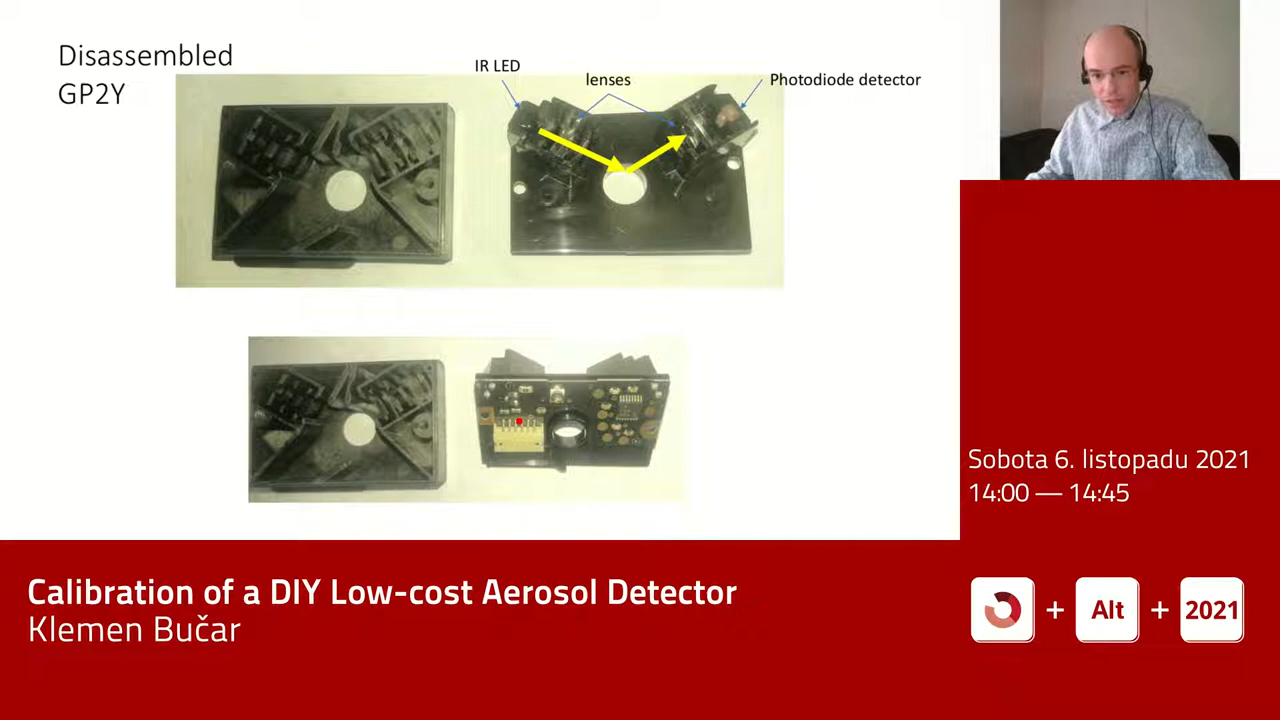 Disassembled
GP2Y
IR LED
lenses
Photodiode detector
Sobota 6. listopadu 2021
14:00 — 14:45
Calibration of a DIY Low-cost Aerosol Detector
Klemen Bučar
+ Alt + 2021